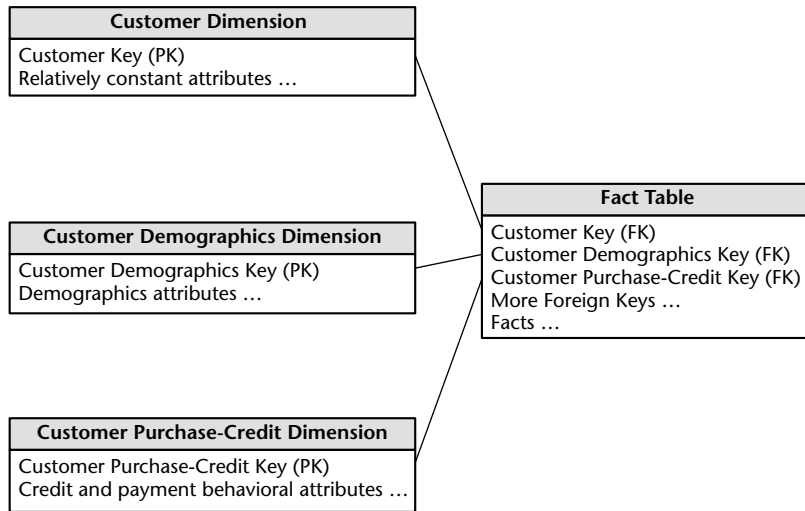 Customer Dimension
Customer Key (PK)
Relatively constant attributes …
Customer Demographics Dimension
Customer Demographics Key (PK)
Demographics attributes …
Customer Purchase-Credit Dimension
Customer Purchase-Credit Key (PK)
Credit and payment behavioral attributes …
Fact Table
Customer Key (FK)
Customer Demographics Key (FK)
Customer Purchase-Credit Key (FK)
More Foreign Keys …
Facts …